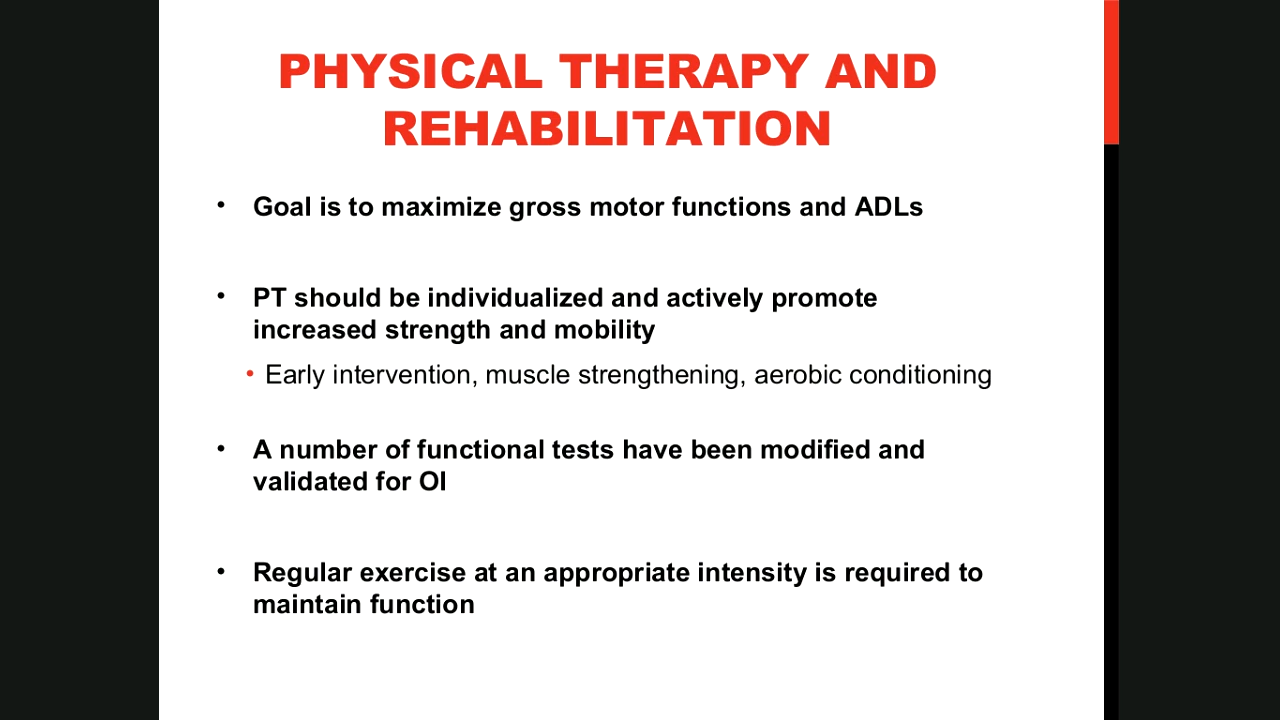 PHYSICAL THERAPY AND
REHABILITATION
• Goal is to maximize gross motor functions and ADLs
• PT should be individualized and actively promote
increased strength and mobility
• Early intervention, muscle strengthening, aerobic conditioning
• A number of functional tests have been modified and
validated for OI
• Regular exercise at an appropriate intensity is required to
maintain function